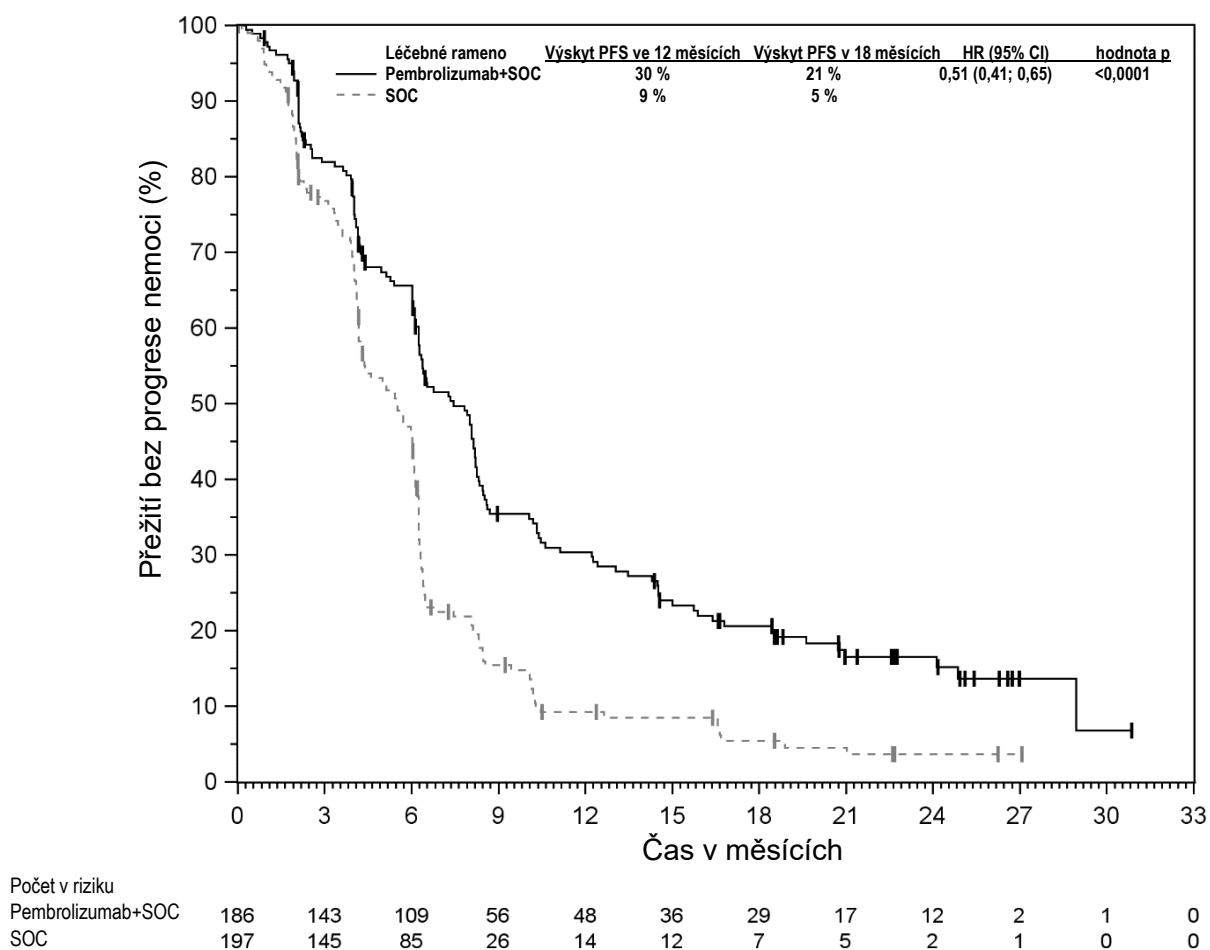 Léčebné rameno Výskyt PFS ve 12 měsících Výskyt PFS v 18 měsících HR (95% CI) hodnota p
Pembrolizumab+SOC 30 % 21 % 0,51 (0,41; 0,65) <0,0001
SOC 9 % 5 %
Přežití bez progrese nemoci (%)
100
90
80
70
60
50
40
30
20
10
0
0 3 6 9 12 15 18 21 24 27 30 33
Čas v měsících
Počet v riziku
Pembrolizumab+SOC 186 143 109 56 48 36 29 17 12 2 1 0
SOC 197 145 85 26 14 12 7 5 2 1 0 0